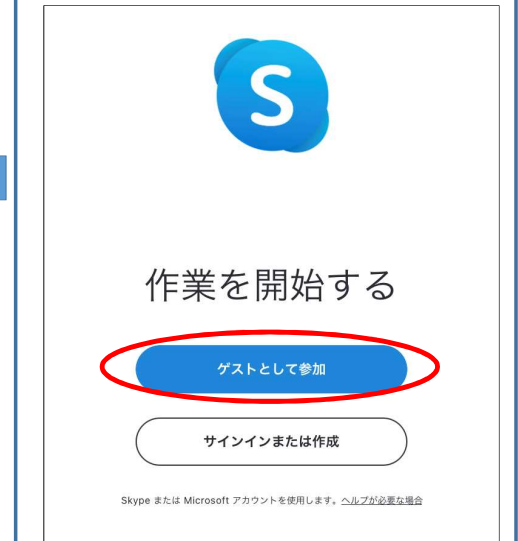 S
作業を開始する
ゲストとして参加
サインインまたは作成
Skype または Microsoft アカウントを使用します。ヘルプが必要な場合